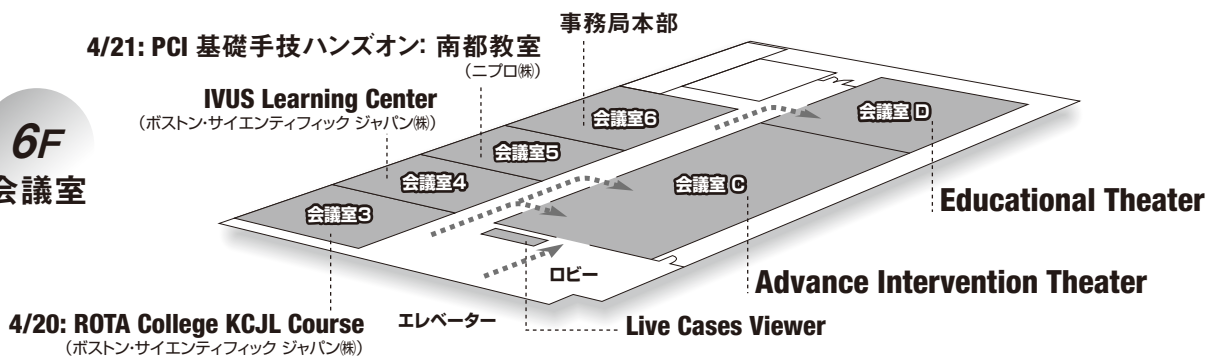 事務局本部
4/21: PCI 基礎手技ハンズオン: 南都教室
（ニプロ㈱）
IVUS Learning Center
（ボストン・サイエンティフィック ジャパン㈱）
6F
会議室
会議室6
会議室D
会議室5
会議室4
会議室C
会議室3
Educational Theater
ロビー
Advance Intervention Theater
エレベーター
Live Cases Viewer
4/20: ROTA College KCJL Course
（ボストン・サイエンティフィック ジャパン㈱）